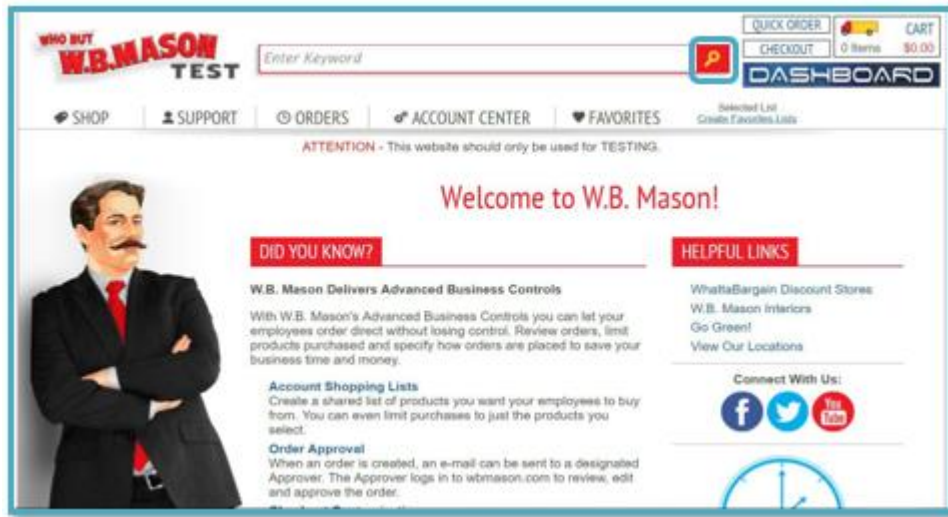 WHO BUT
W.B.MASON
TEST
Enter Keyword
QUICK ORDER
CHECKOUT
0 Items
CART
$0.00
DASHBOARD
SHOP
SUPPORT
ORDERS
ACCOUNT CENTER
FAVORITES
Selected List
Create Favorites Lists
ATTENTION - This website should only be used for TESTING.
Welcome to W.B. Mason!
DID YOU KNOW?
W.B. Mason Delivers Advanced Business Controls
With W.B. Mason's Advanced Business Controls you can let your
employees order direct without losing control. Review orders, limit
products purchased and specify how orders are placed to save your
business time and money.
Account Shopping Lists
Create a shared list of products you want your employees to buy
from. You can even limit purchases to just the products you
select.
Order Approval
When an order is created, an e-mail can be sent to a designated
Approver. The Approver logs in to wbmason.com to review, edit
and approve the order.
HELPFUL LINKS
WhattaBargain Discount Stores
W.B. Mason Interiors
Go Green!
View Our Locations
Connect With Us:
f
You
Tube